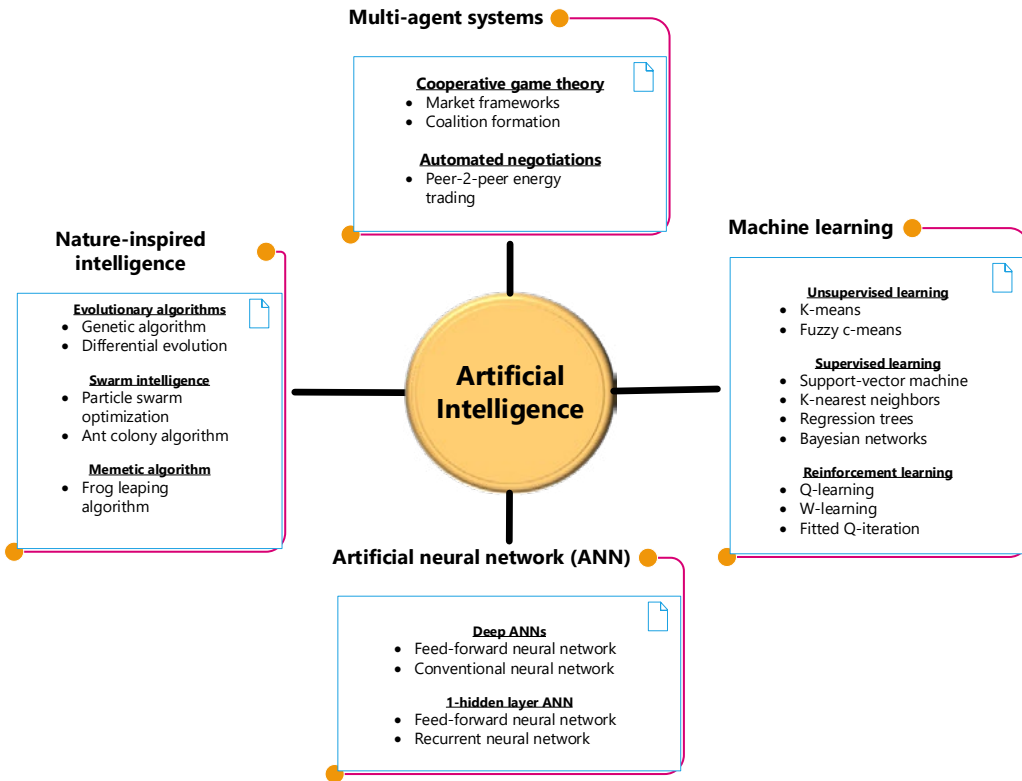 Multi-agent systems
Cooperative game theory
• Market frameworks
• Coalition formation
Automated negotiations
• Peer-2-peer energy
trading
Nature-inspired
intelligence
Evolutionary algorithms
• Genetic algorithm
• Differential evolution
Swarm intelligence
• Particle swarm
optimization
• Ant colony algorithm
Memetic algorithm
• Frog leaping
algorithm
Artificial
Intelligence
Machine learning
Unsupervised learning
• K-means
• Fuzzy c-means
Supervised learning
• Support-vector machine
• K-nearest neighbors
• Regression trees
• Bayesian networks
Reinforcement learning
• Q-learning
• W-learning
• Fitted Q-iteration
Artificial neural network (ANN)
Deep ANNs
• Feed-forward neural network
• Conventional neural network
1-hidden layer ANN
• Feed-forward neural network
• Recurrent neural network